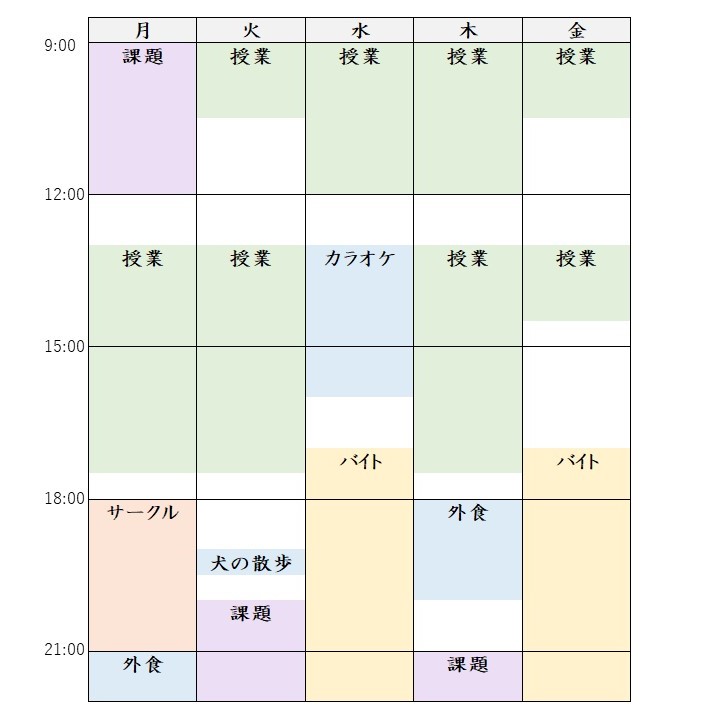 月 火 水 木 金
9:00 課題 授業 授業 授業 授業
12:00
授業 授業 カラオケ 授業 授業
15:00
バイト バイト
18:00
サークル 外食
犬の散歩
課題
21:00
外食 課題